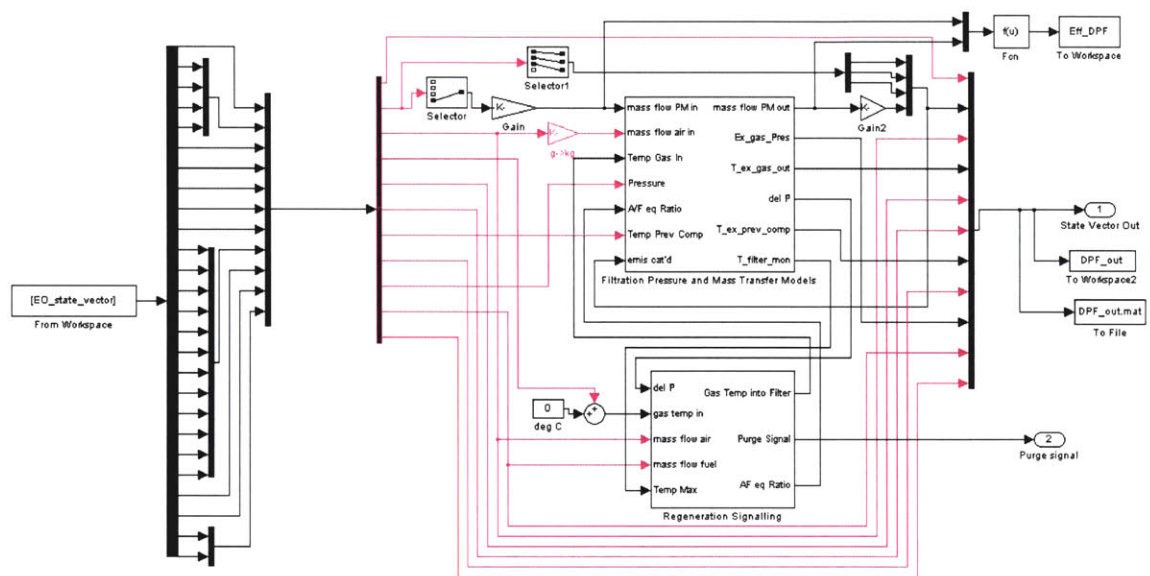 f(u)
Fcn
Eff_DPF
To Workspace
Selector1
Selector
K-
Gain
K-
g->kg
mass flow PM in
mass flow air in
Temp Gas In
Pressure
A/F eq Ratio
Temp Prev Comp
emis cat'd
mass flow PM out
Ex_gas_Pres
T_ex_gas_out
del P
T_ex_prev_comp
T_filter_mon
Filtration Pressure and Mass Transfer Models
K-
Gain2
1
State Vector Out
DPF_out
To Workspace2
DPF_out.mat
To File
[EO_state_vector]
From Workspace
0
deg C
del P
gas temp in
mass flow air
mass flow fuel
Temp Max
Gas Temp into Filter
Purge Signal
AF eq Ratio
Regeneration Signalling
2
Purge signal